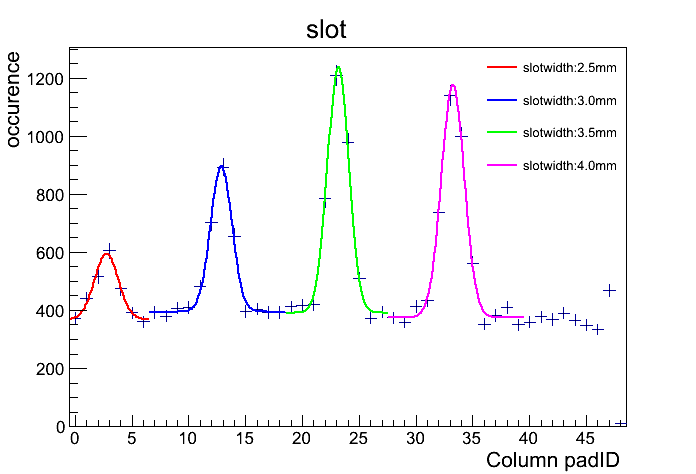 slot
occurence
1200
1000
800
600
400
200
0
0 5 10 15 20 25 30 35 40 45
Column padID
slotwidth:2.5mm
slotwidth:3.0mm
slotwidth:3.5mm
slotwidth:4.0mm